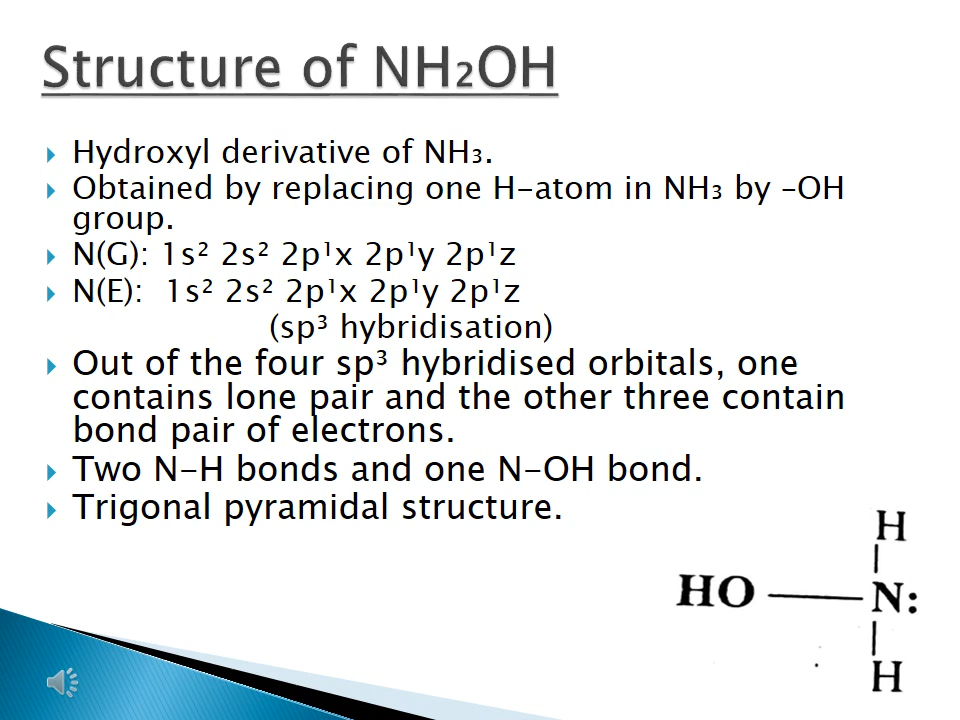 Structure of NH₂OH
Hydroxyl derivative of NH₃.
Obtained by replacing one H-atom in NH₃ by –OH
group.
N(G): 1s² 2s² 2p¹x 2p¹y 2p¹z
N(E): 1s² 2s² 2p¹x 2p¹y 2p¹z
(sp³ hybridisation)
Out of the four sp³ hybridised orbitals, one
contains lone pair and the other three contain
bond pair of electrons.
Two N-H bonds and one N-OH bond.
Trigonal pyramidal structure.
H
HO N:
H